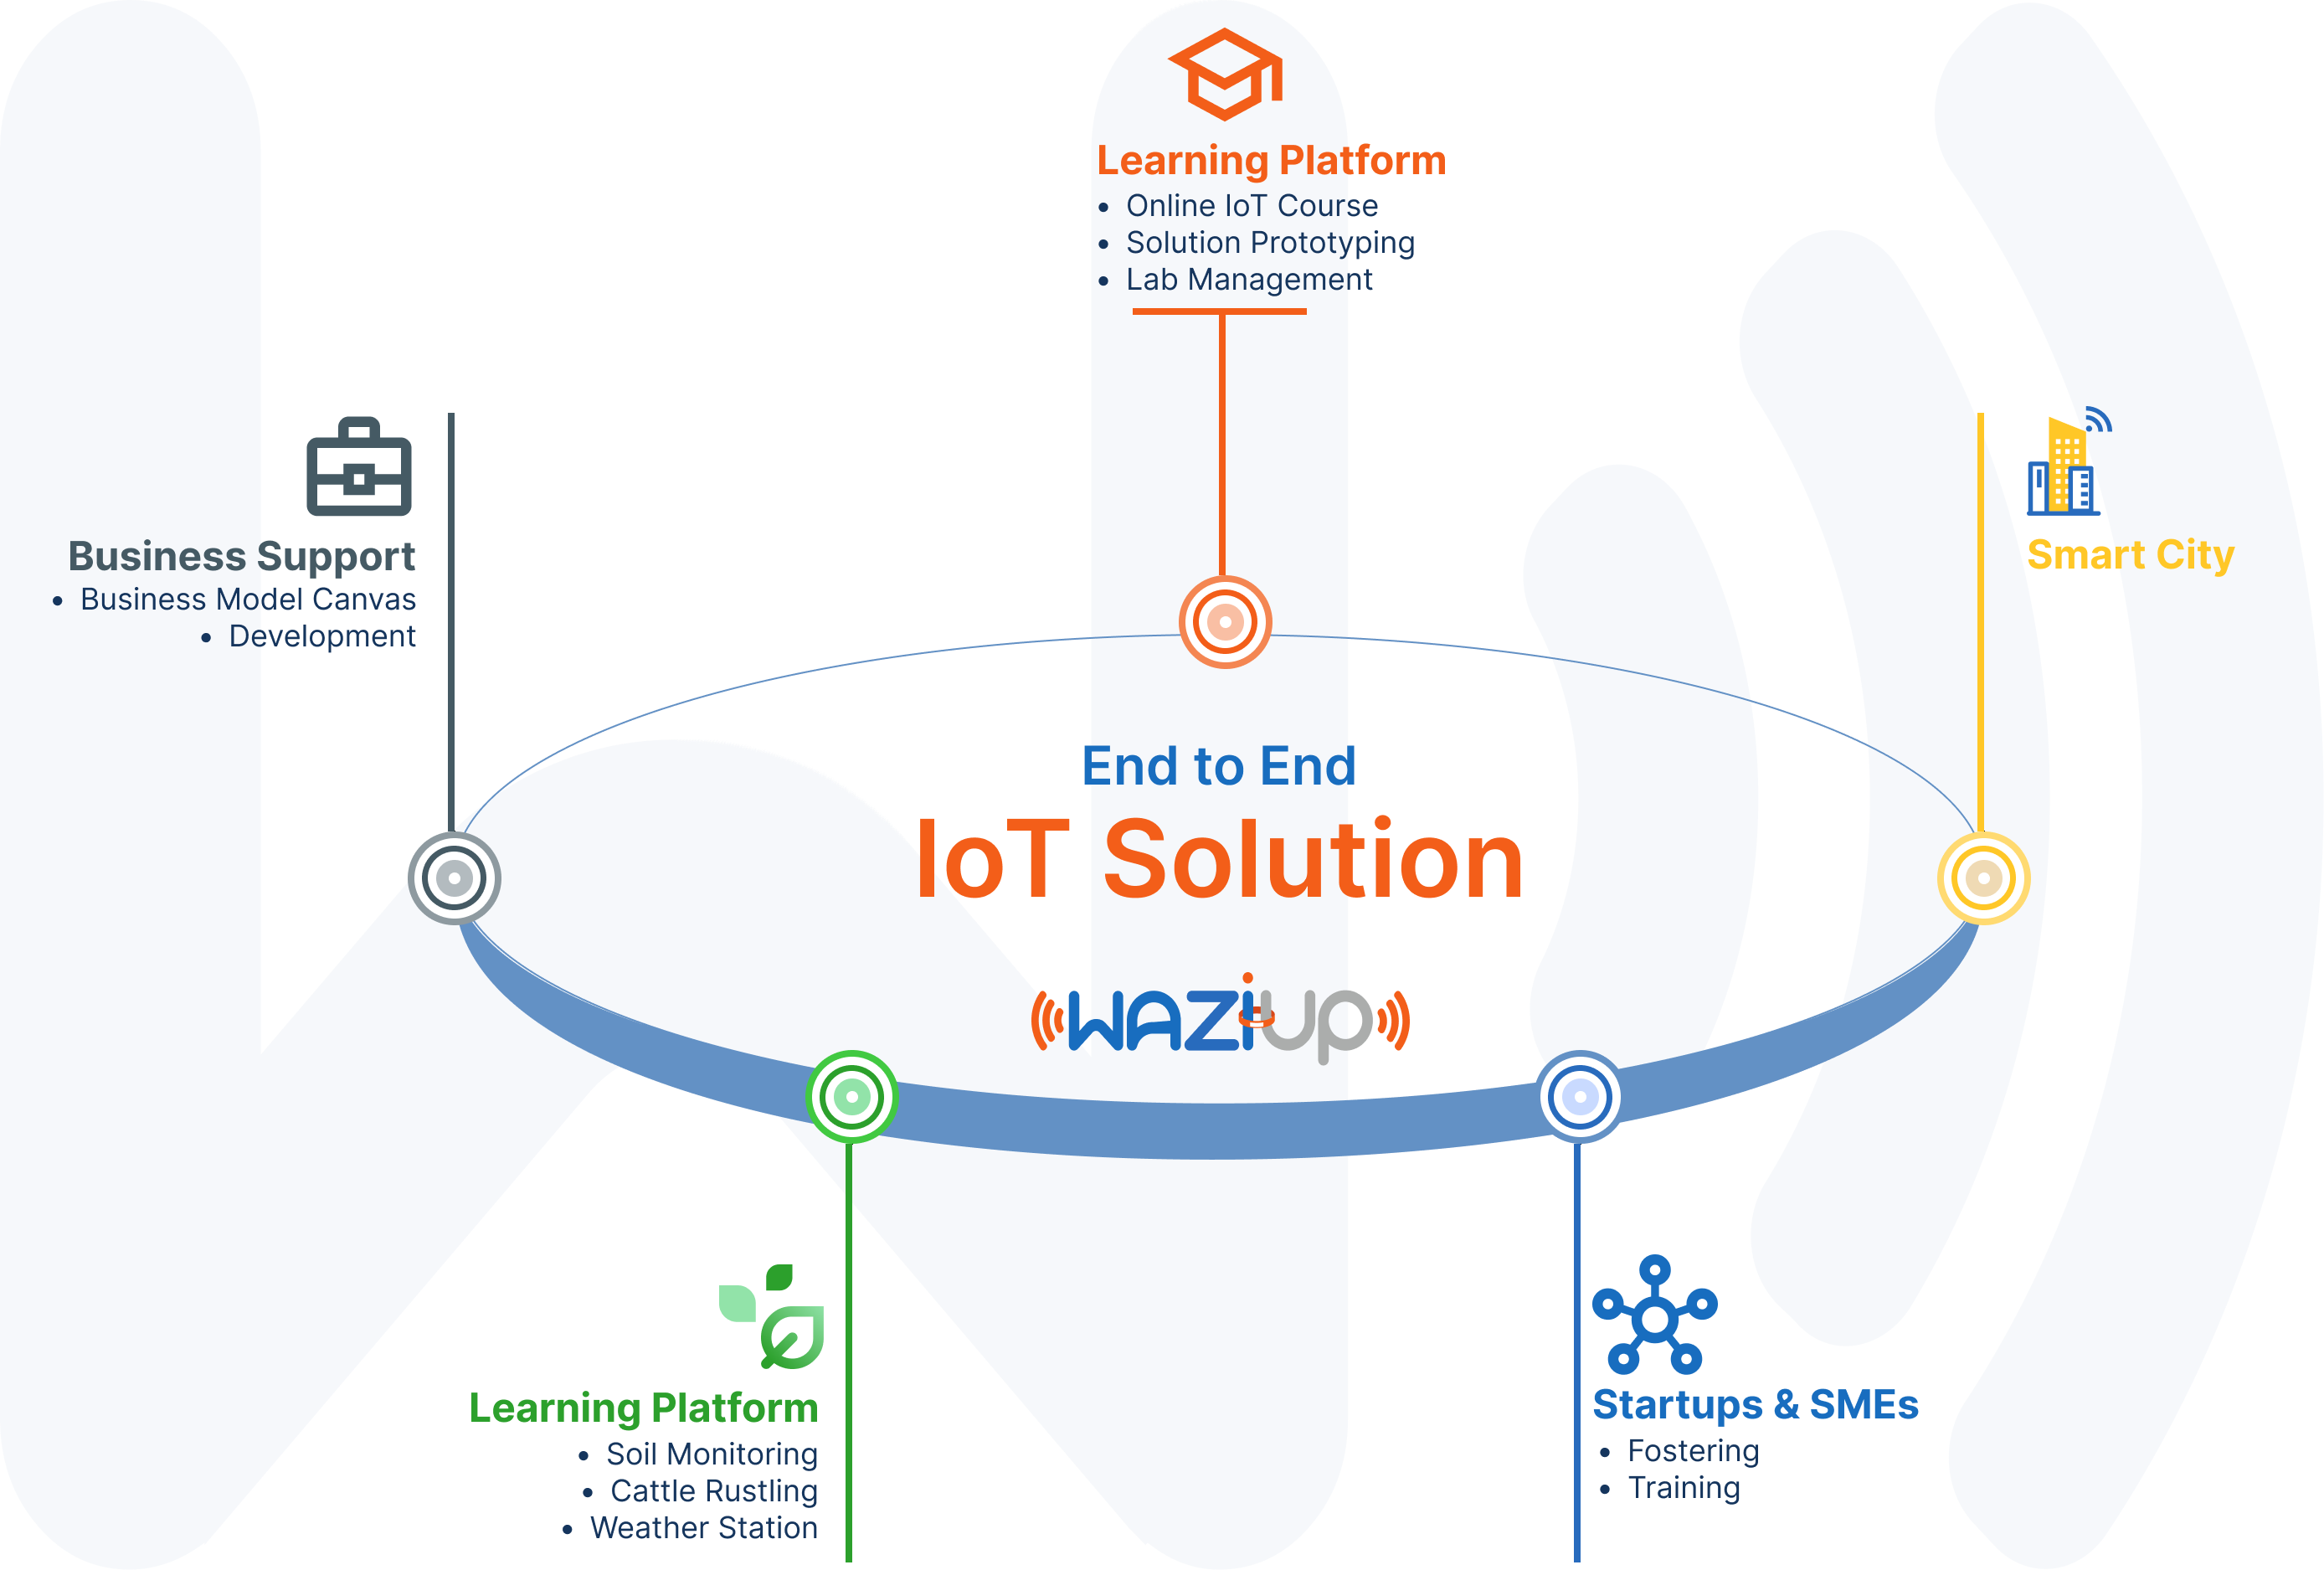 Learning Platform
• Online IoT Course
• Solution Prototyping
• Lab Management
Business Support
• Business Model Canvas
• Development
Smart City
End to End
IoT Solution
WAZIUP
Learning Platform
• Soil Monitoring
• Cattle Rustling
• Weather Station
Startups & SMEs
• Fostering
• Training